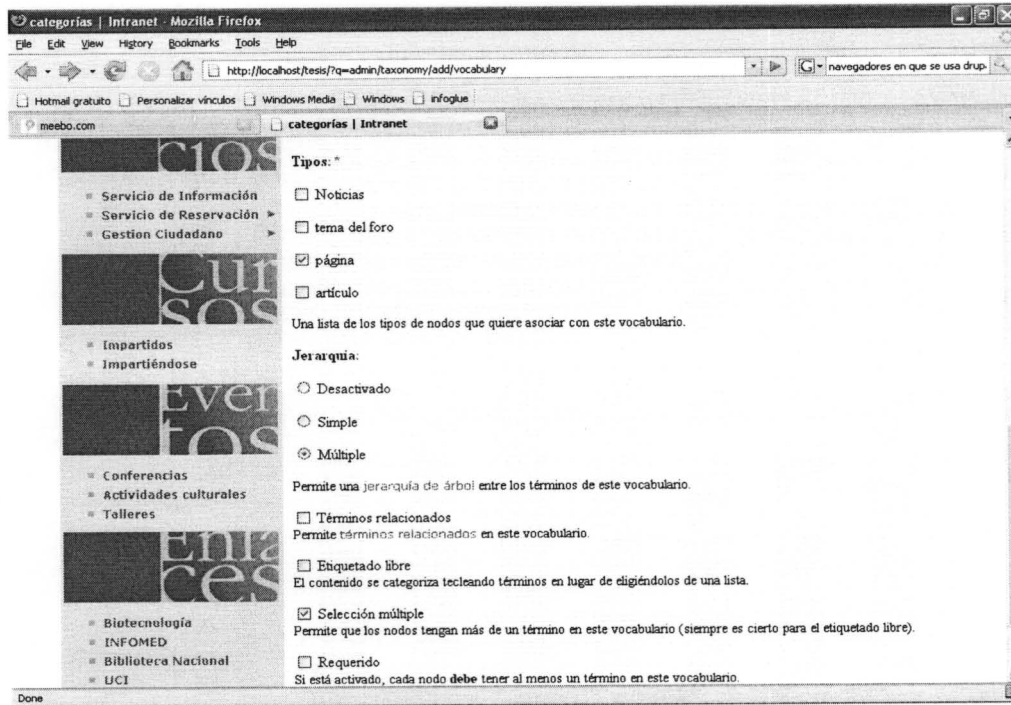 categorías | Intranet - Mozilla Firefox
File Edit View History Bookmarks Tools Help
http://localhost/tesis/?q=admin/taxonomy/add/vocabulary
G navegadores en que se usa drup
Hotmail gratuito Personalizar vínculos Windows Media Windows infoglue
meebo.com categorías | Intranet
cios
Servicio de Información
Servicio de Reservación
Gestion Ciudadano
Cur
sos
Impartidos
Impartiéndose
Even
tos
Conferencias
Actividades culturales
Talleres
Enla
ces
Biotecnología
INFOMED
Biblioteca Nacional
UCI
Tipos: *
Noticias
tema del foro
página
artículo
Una lista de los tipos de nodos que quiere asociar con este vocabulario.
Jerarquía:
Desactivado
Simple
Múltiple
Permite una jerarquía de árbol entre los términos de este vocabulario.
Términos relacionados
Permite términos relacionados en este vocabulario.
Etiquetado libre
El contenido se categoriza tecleando términos en lugar de eligiéndolos de una lista.
Selección múltiple
Permite que los nodos tengan más de un término en este vocabulario (siempre es cierto para el etiquetado libre).
Requerido
Si está activado, cada nodo debe tener al menos un término en este vocabulario.
Done